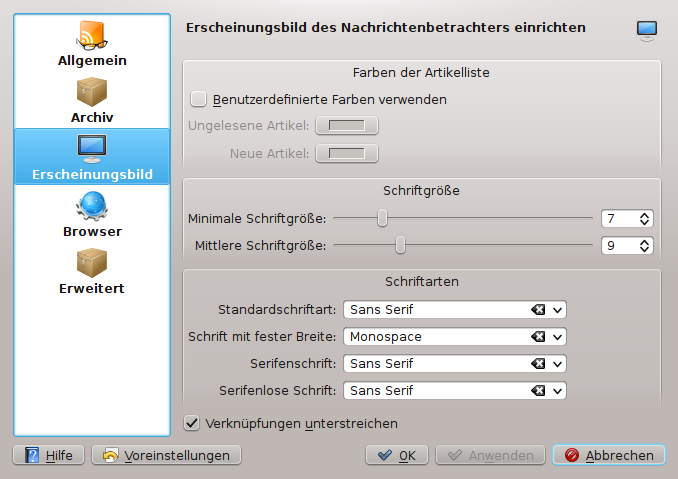 Erscheinungsbild des Nachrichtenbetrachters einrichten
Allgemein
Archiv
Erscheinungsbild
Browser
Erweitert
Farben der Artikelliste
Benutzerdefinierte Farben verwenden
Ungelesene Artikel:
Neue Artikel:
Schriftgröße
Minimale Schriftgröße: 7
Mittlere Schriftgröße: 9
Schriftarten
Standardschriftart: Sans Serif
Schrift mit fester Breite: Monospace
Serifenschrift: Sans Serif
Serifenlose Schrift: Sans Serif
Verknüpfungen unterstreichen
Hilfe Voreinstellungen OK Anwenden Abbrechen